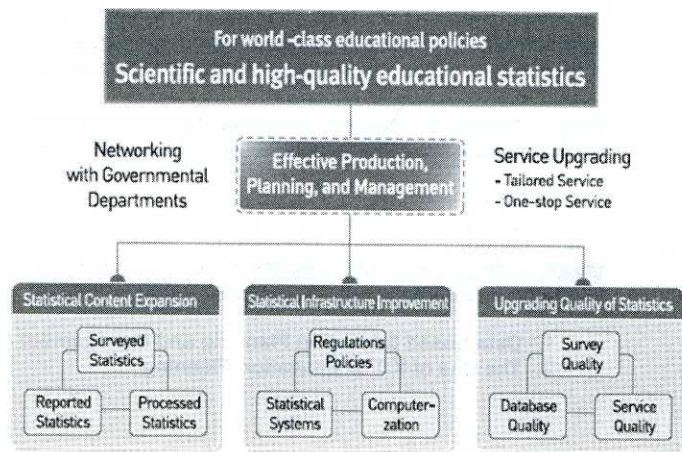 For world -class educational policies
Scientific and high-quality educational statistics
Networking
with Governmental
Departments
Effective Production,
Planning, and Management
Service Upgrading
- Tailored Service
- One-stop Service
Statistical Content Expansion
Surveyed
Statistics
Reported
Statistics
Processed
Statistics
Statistical Infrastructure Improvement
Regulations
Policies
Statistical
Systems
Computer-
zation
Upgrading Quality of Statistics
Survey
Quality
Database
Quality
Service Quality